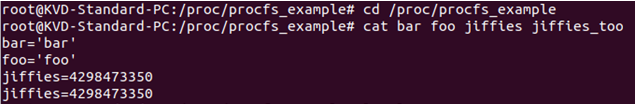 root@KVD-Standard-PC:/proc/procfs_example# cd /proc/procfs_example
root@KVD-Standard-PC:/proc/procfs_example# cat bar foo jiffies jiffies_too
bar='bar'
foo='foo'
jiffies=4298473350
jiffies=4298473350